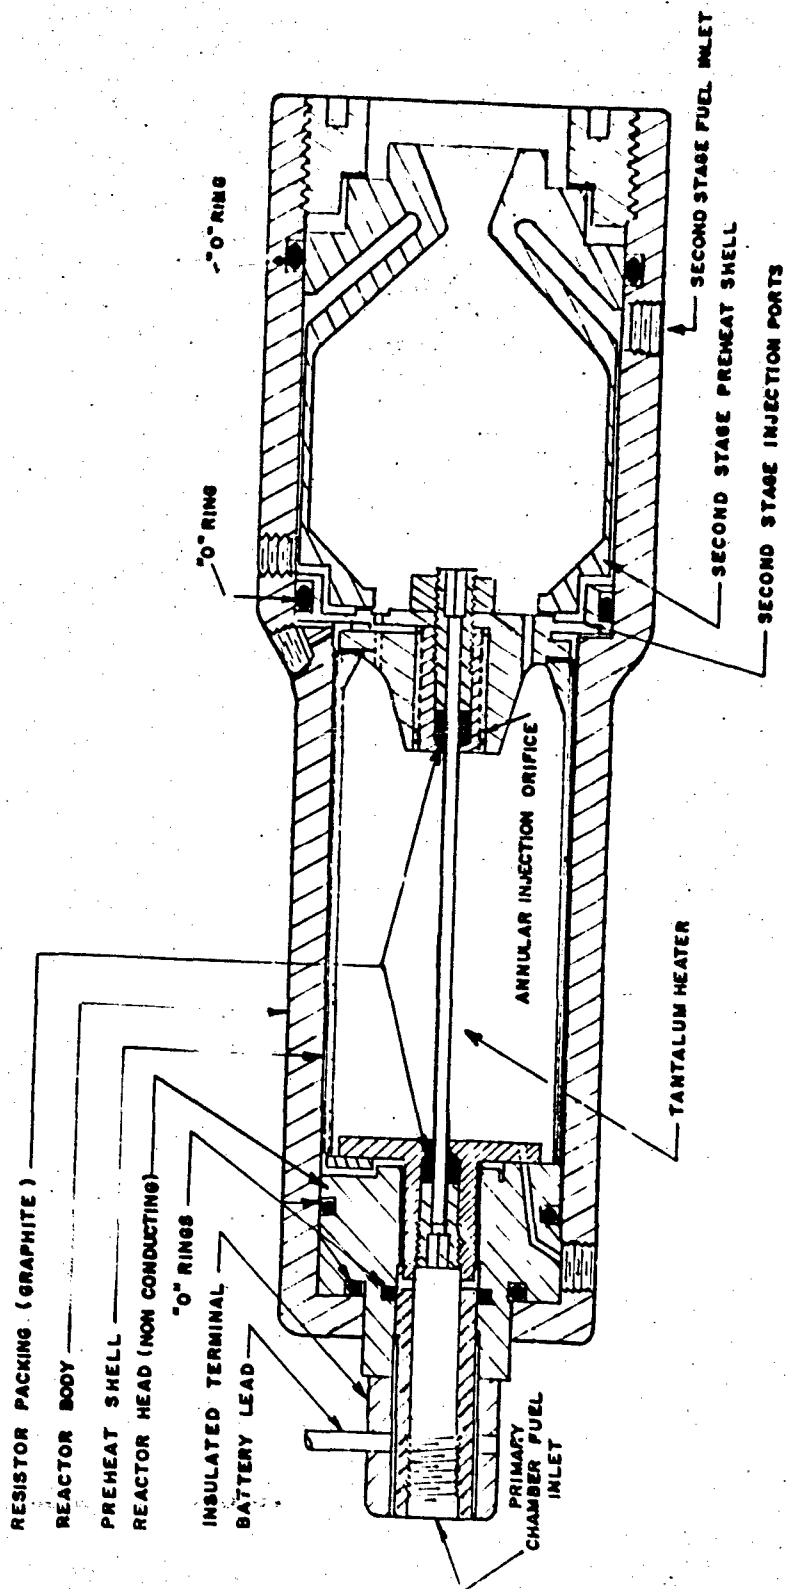 RESISTOR PACKING (GRAPHITE)
REACTOR BODY
PREHEAT SHELL
REACTOR HEAD (NON CONDUCTING)
"O" RINGS
INSULATED TERMINAL
BATTERY LEAD
PRIMARY
CHAMBER FUEL
INLET
"O" RING
"O" RING
ANNULAR INJECTION ORIFICE
TANTALUM HEATER
SECOND STAGE FUEL INLET
SECOND STAGE PREHEAT SHELL
SECOND STAGE INJECTION PORTS